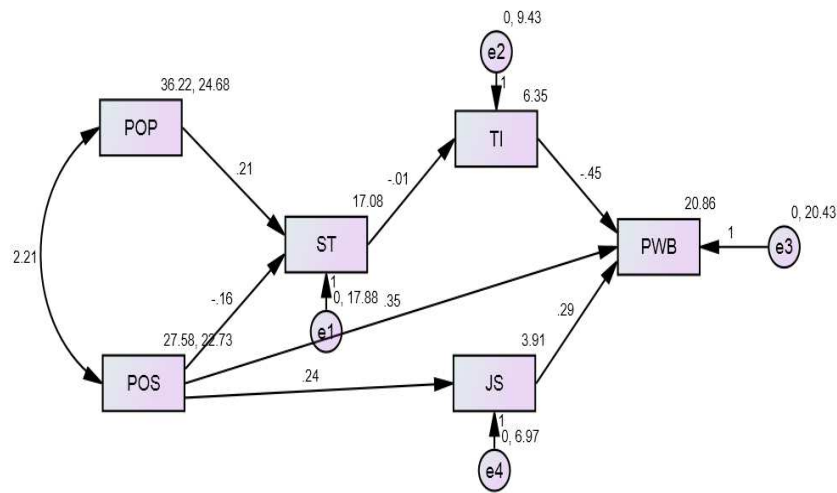 0, 9.43
e2
1
36.22, 24.68
6.35
POP
TI
.21
-.01
-.45
17.08
20.86
0, 20.43
2.21
ST
PWB
1
e3
-.16
1
0, 17.88
.35
.29
27.58, 22.73
e1
3.91
POS
.24
JS
1
0, 6.97
e4